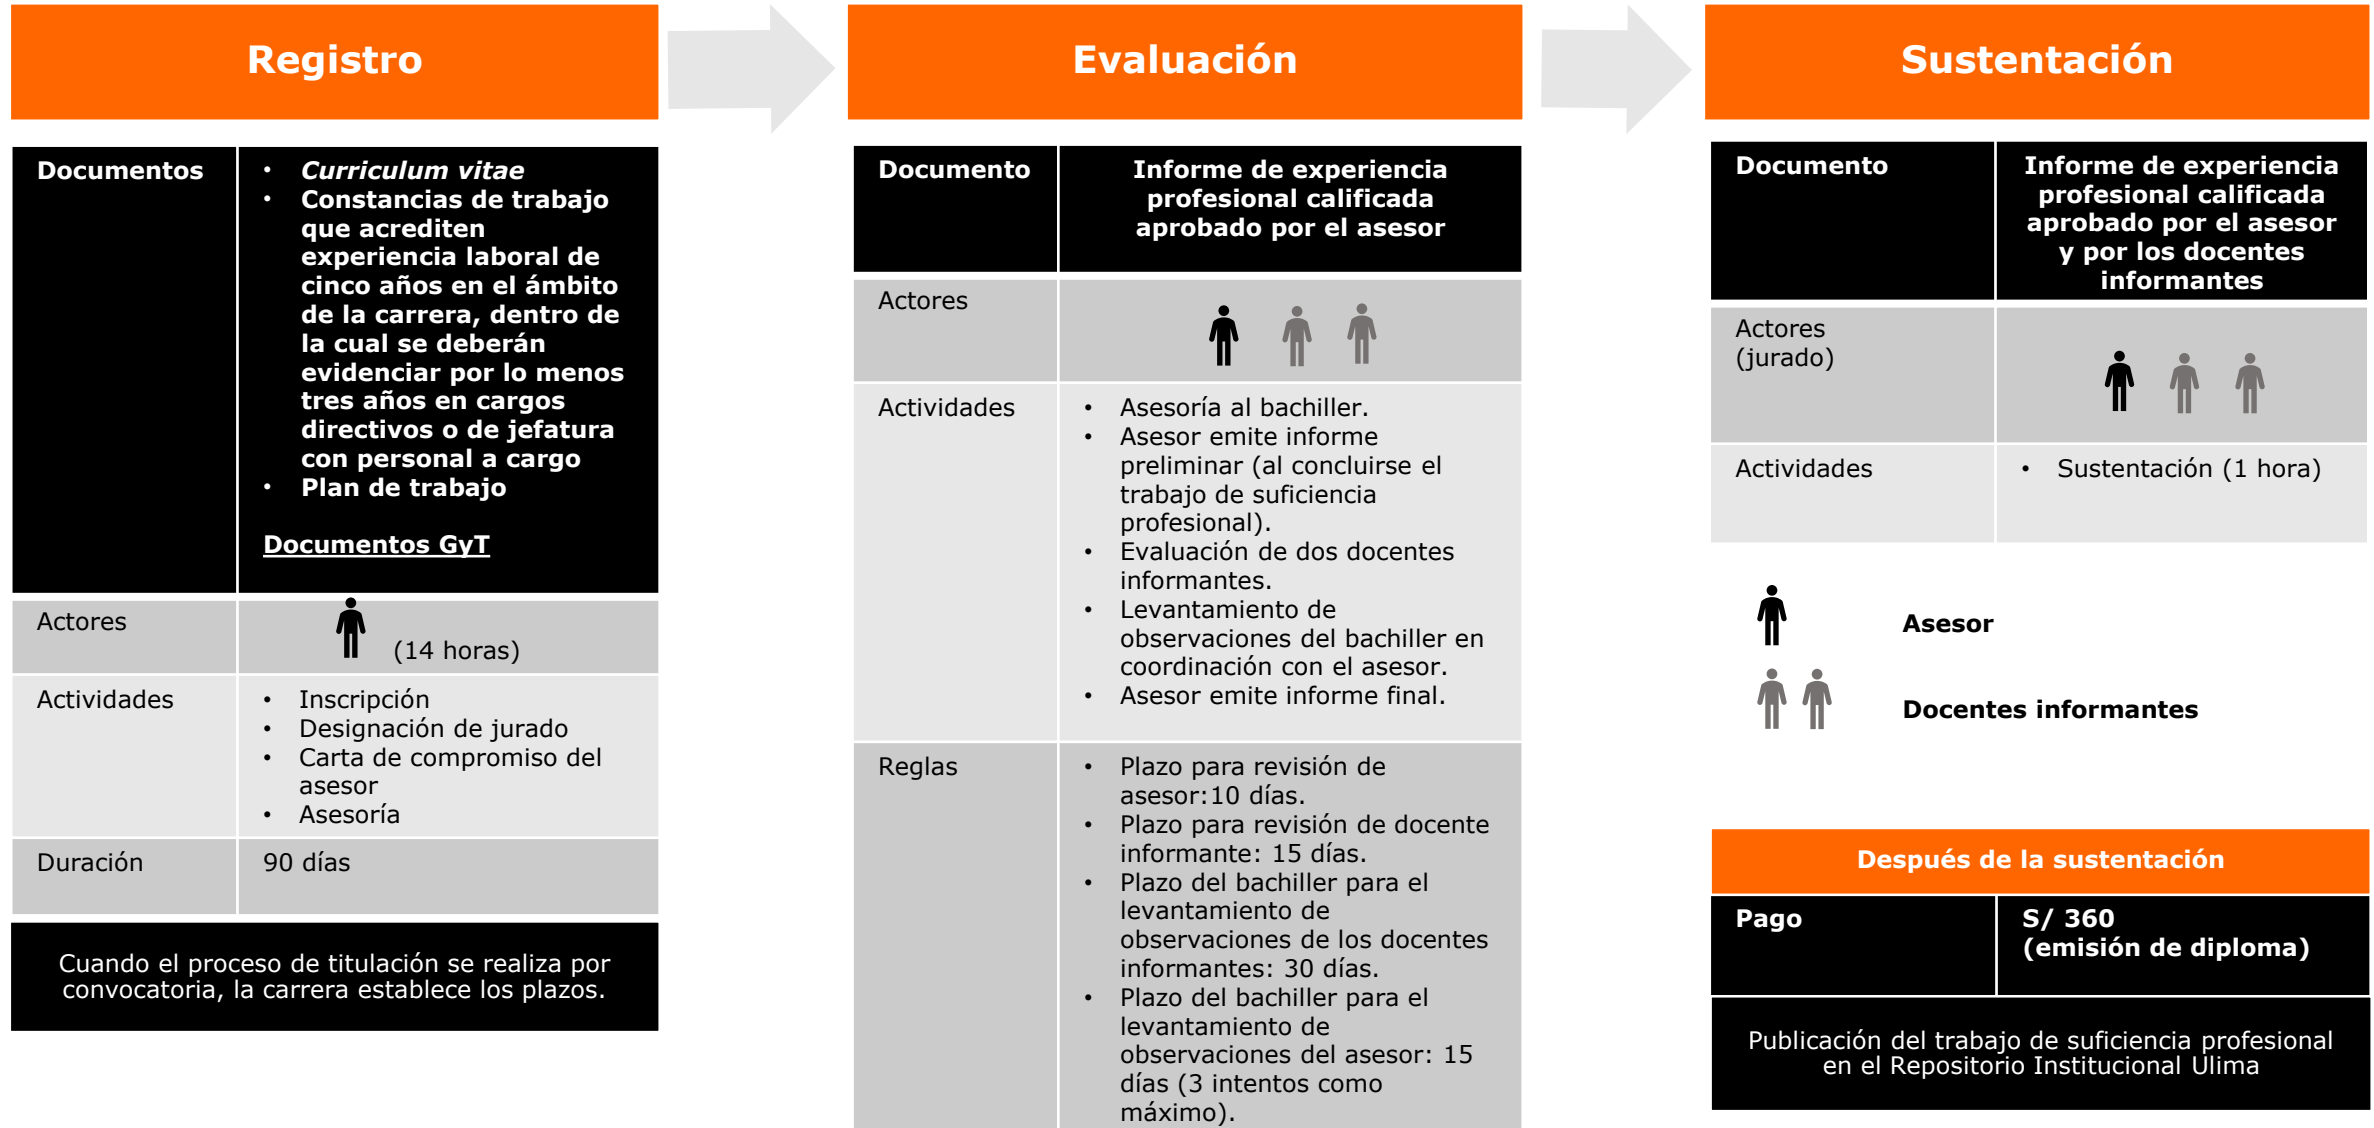 Registro
Documentos
• Curriculum vitae
• Constancias de trabajo
que acrediten
experiencia laboral de
cinco años en el ámbito
de la carrera, dentro de
la cual se deberán
evidenciar por lo menos
tres años en cargos
directivos o de jefatura
con personal a cargo
• Plan de trabajo
Documentos GyT
Actores
(14 horas)
Actividades
• Inscripción
• Designación de jurado
• Carta de compromiso del
asesor
• Asesoría
Duración
90 días
Cuando el proceso de titulación se realiza por
convocatoria, la carrera establece los plazos.
Evaluación
Documento
Informe de experiencia
profesional calificada
aprobado por el asesor
Actores
Actividades
• Asesoría al bachiller.
• Asesor emite informe
preliminar (al concluirse el
trabajo de suficiencia
profesional).
• Evaluación de dos docentes
informantes.
• Levantamiento de
observaciones del bachiller en
coordinación con el asesor.
• Asesor emite informe final.
Reglas
• Plazo para revisión de
asesor:10 días.
• Plazo para revisión de docente
informante: 15 días.
• Plazo del bachiller para el
levantamiento de
observaciones de los docentes
informantes: 30 días.
• Plazo del bachiller para el
levantamiento de
observaciones del asesor: 15
días (3 intentos como
máximo).
Sustentación
Documento
Informe de experiencia
profesional calificada
aprobado por el asesor
y por los docentes
informantes
Actores
(jurado)
Actividades
• Sustentación (1 hora)
Asesor
Docentes informantes
Después de la sustentación
Pago
S/ 360
(emisión de diploma)
Publicación del trabajo de suficiencia profesional
en el Repositorio Institucional Ulima